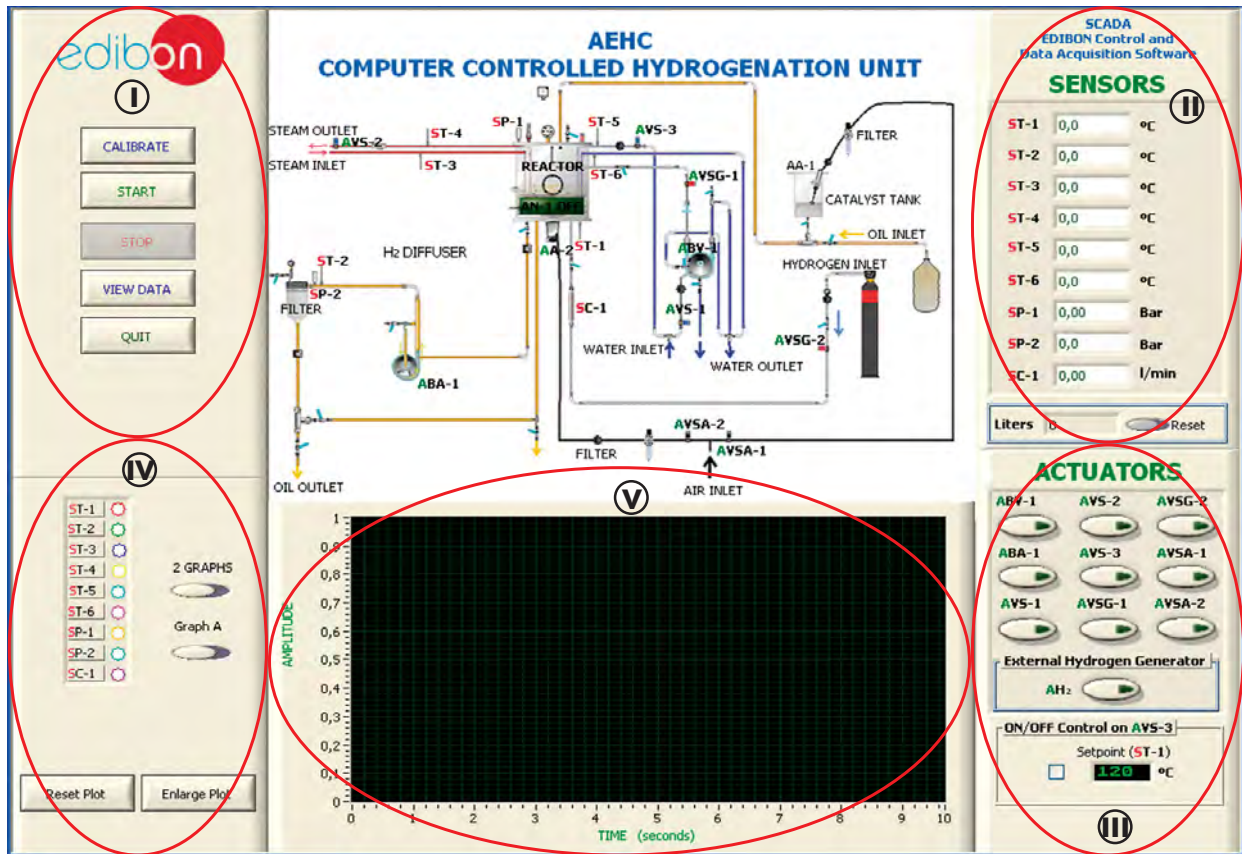 edibon
I
CALIBRATE
START
STOP
VIEW DATA
QUIT
AEHC
COMPUTER CONTROLLED HYDROGENATION UNIT
STEAM OUTLET
AVS-2
ST-4
SP-1
ST-5
AVS-3
STEAM INLET
ST-3
REACTOR
ST-6
AVSG-1
AA-1
FILTER
CATALYST TANK
AN-1 OFF
AA-2
ST-1
ABV-1
OIL INLET
H2 DIFFUSER
HYDROGEN INLET
ST-2
SP-2
FILTER
SC-1
AVS-1
WATER INLET
WATER OUTLET
AVSG-2
ABA-1
AVSA-2
FILTER
AVSA-1
OIL OUTLET
AIR INLET
SCADA
EDIBON Control and
Data Acquisition Software
SENSORS
II
ST-1 0,0 ºC
ST-2 0,0 ºC
ST-3 0,0 ºC
ST-4 0,0 ºC
ST-5 0,0 ºC
ST-6 0,0 ºC
SP-1 0,00 Bar
SP-2 0,0 Bar
SC-1 0,00 l/min
Liters 0 Reset
IV
ST-1
ST-2
ST-3
ST-4
ST-5
ST-6
SP-1
SP-2
SC-1
2 GRAPHS
Graph A
Reset Plot
Enlarge Plot
V
AMPLITUDE
1
0,9
0,8
0,7
0,6
0,5
0,4
0,3
0,2
0,1
0
0 1 2 3 4 5 6 7 8 9 10
TIME (seconds)
ACTUATORS
ABV-1 AVS-2 AVSG-2
ABA-1 AVS-3 AVSA-1
AVS-1 AVSG-1 AVSA-2
External Hydrogen Generator
AH2
ON/OFF Control on AVS-3
Setpoint (ST-1)
120 ºC
III